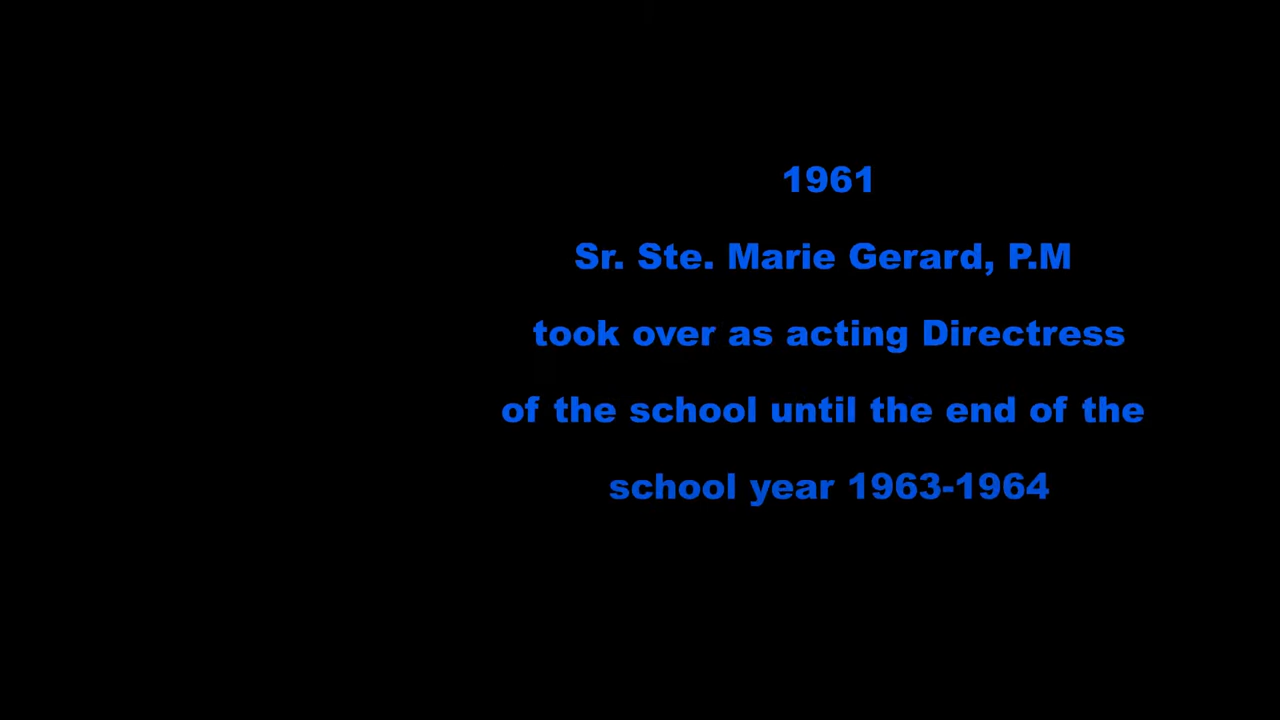 1961
Sr. Ste. Marie Gerard, P.M
took over as acting Directress
of the school until the end of the
school year 1963-1964